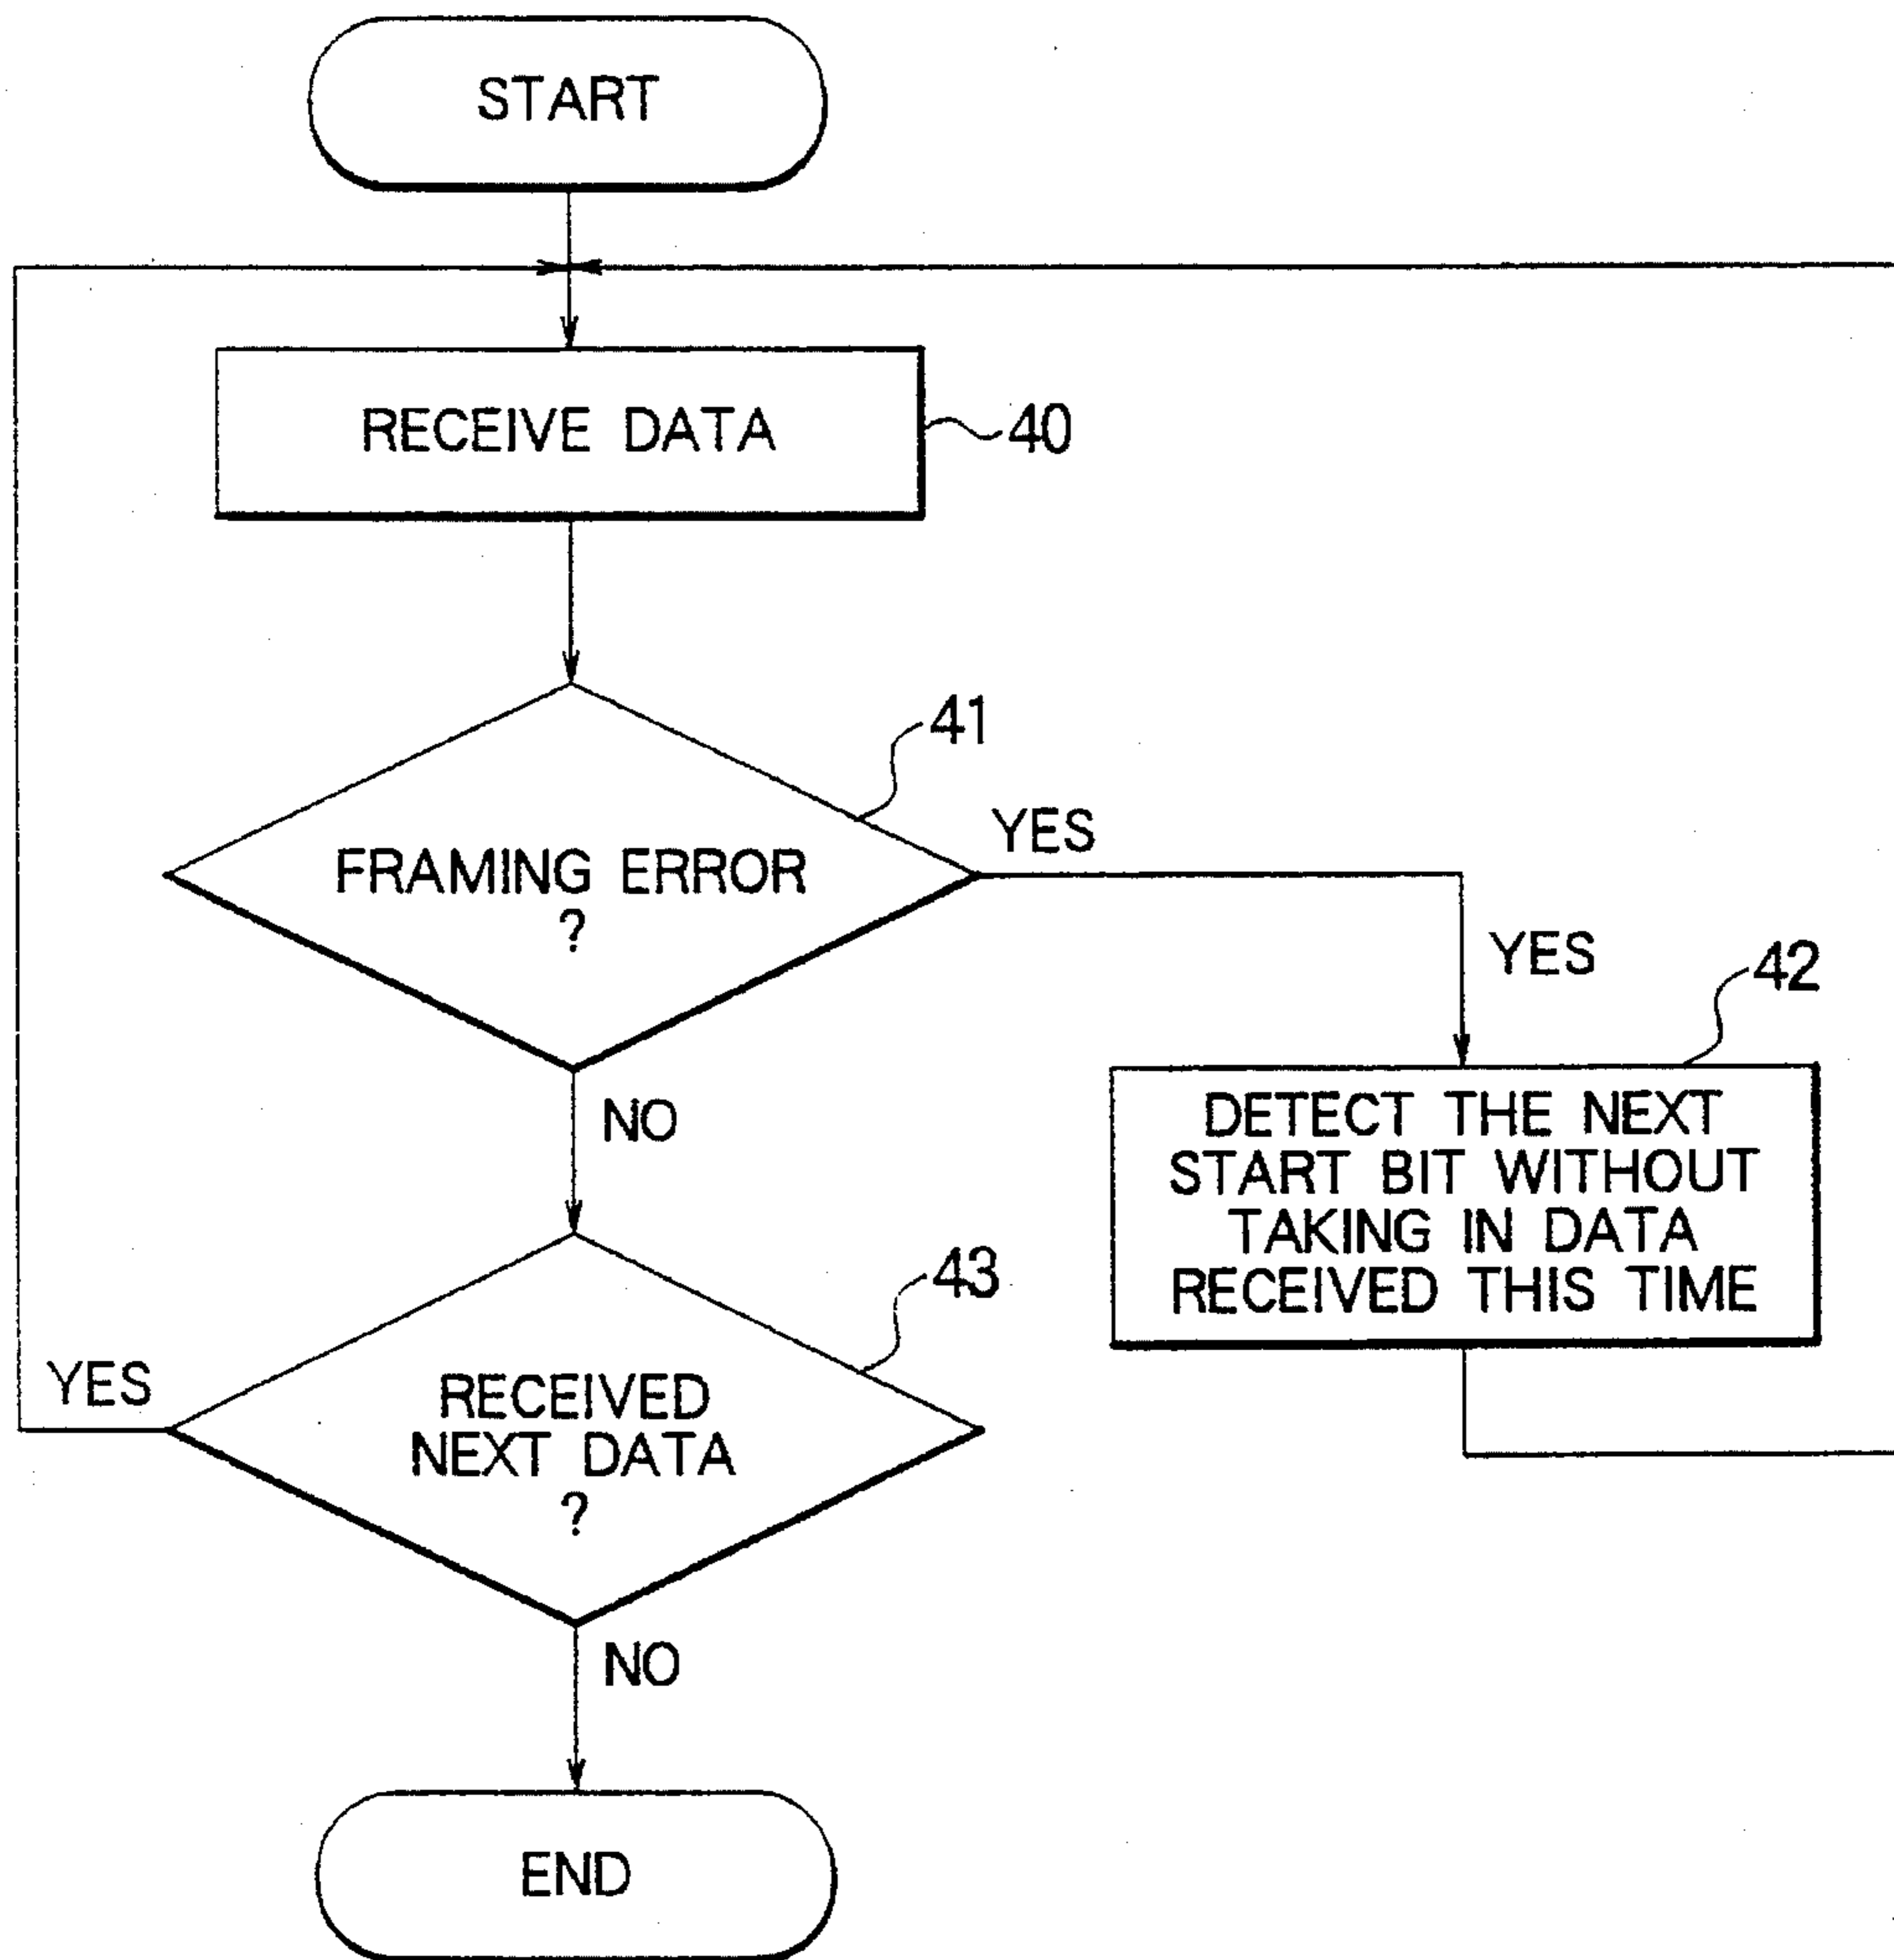 START
RECEIVE DATA
40
41
FRAMING ERROR
?
YES
YES
42
NO
DETECT THE NEXT
START BIT WITHOUT
TAKING IN DATA
RECEIVED THIS TIME
43
RECEIVED
NEXT DATA
?
YES
NO
END